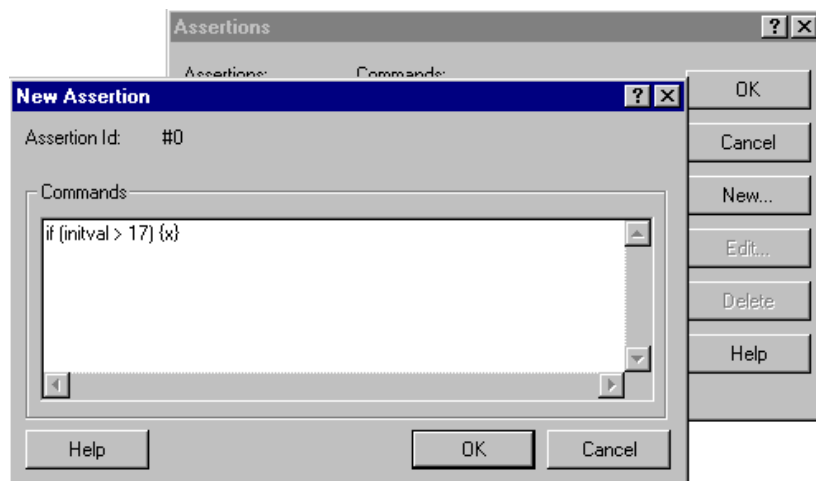 Assertions
Assertions: Commands:
OK
Cancel
New...
Edit...
Delete
Help
New Assertion
Assertion Id: #0
Commands
if (initval > 17) {x}
Help OK Cancel